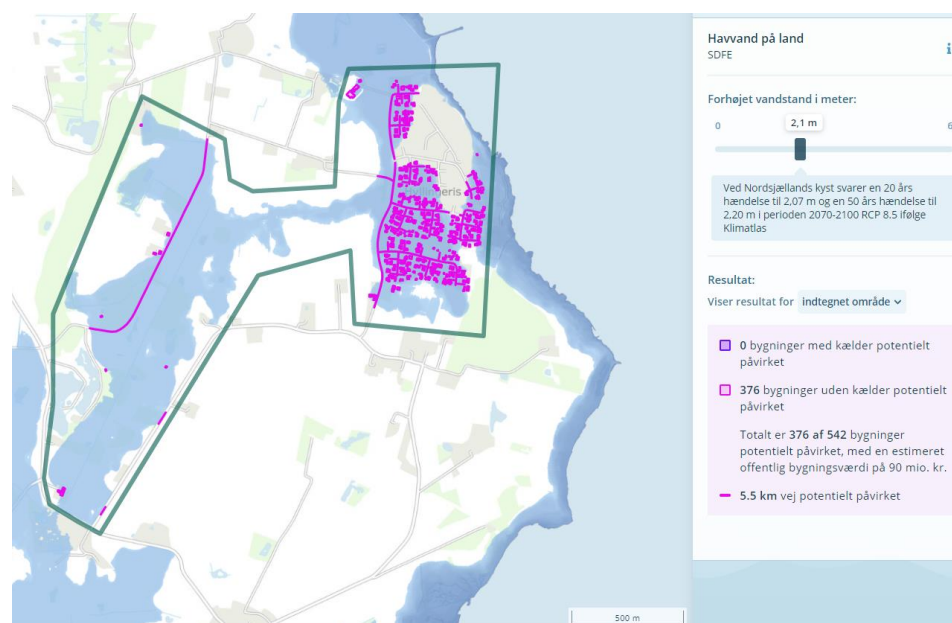 Havvand på land
SDFE
Forhøjet vandstand i meter:
0
2,1 m
6
Ved Nordsjællands kyst svarer en 20 års
hændelse til 2,07 m og en 50 års hændelse til
2,20 m i perioden 2070-2100 RCP 8.5 ifølge
Klimatlas
Resultat:
Viser resultat for indtegnet område
0 bygninger med kælder potentielt
påvirket
376 bygninger uden kælder potentielt
påvirket
Totalt er 376 af 542 bygninger
potentielt påvirket, med en estimeret
offentlig bygningsværdi på 90 mio. kr.
5.5 km vej potentielt påvirket
500 m